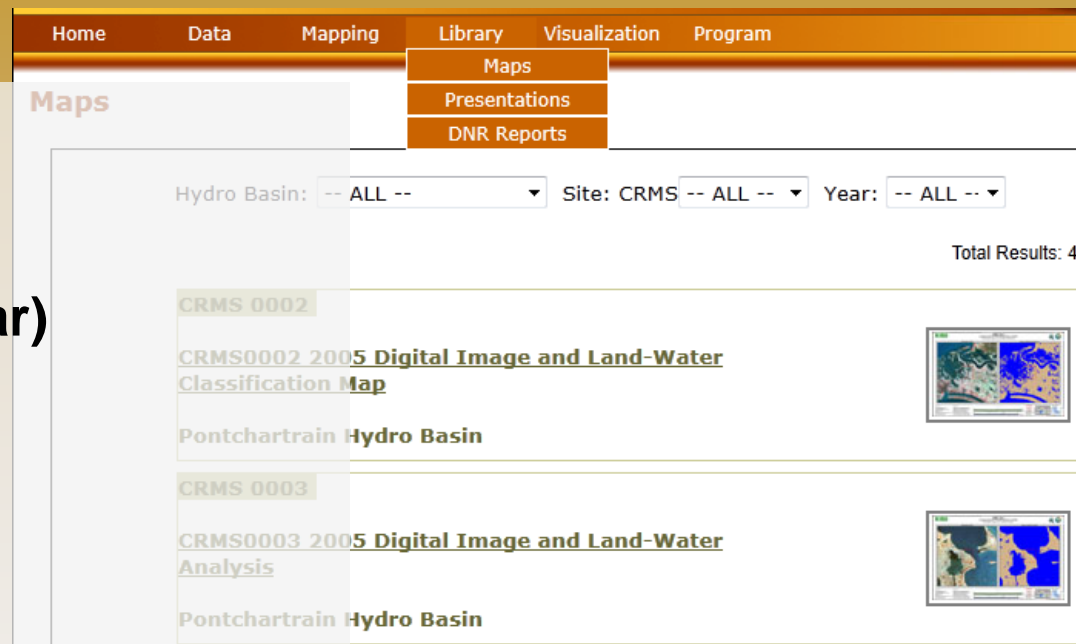 Home Data Mapping Library Visualization Program
Maps
Presentations
DNR Reports
Maps
Hydro Basin: -- ALL -- Site: CRMS -- ALL -- Year: -- ALL --
Total Results: 4
ar)
CRMS 0002
CRMS0002 2005 Digital Image and Land-Water
Classification Map
Pontchartrain Hydro Basin
CRMS 0003
CRMS0003 2005 Digital Image and Land-Water
Analysis
Pontchartrain Hydro Basin